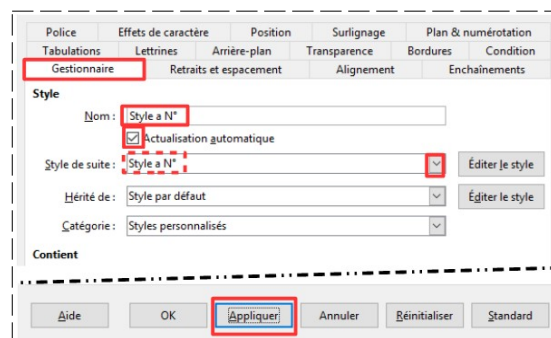 Police Effets de caractère Position Surlignage Plan & numérotation
Tabulations Lettrines Arrière-plan Transparence Bordures Condition
Gestionnaire Retraits et espacement Alignement Enchaînements
Style
Nom : Style a N°
Actualisation automatique
Style de suite : Style a N° Éditer le style
Hérité de : Style par défaut Éditer le style
Catégorie : Styles personnalisés
Contient
Aide OK Appliquer Annuler Réinitialiser Standard